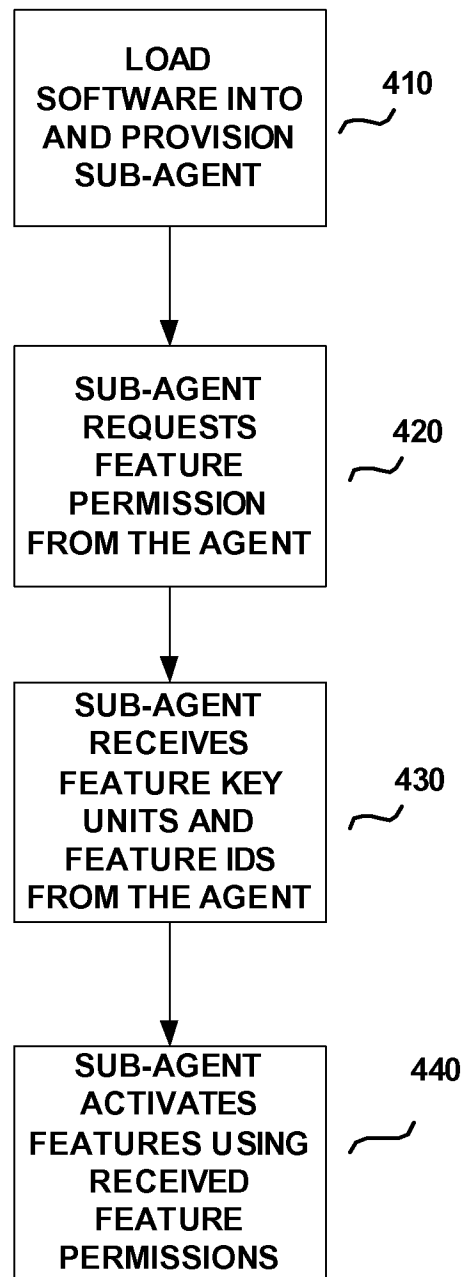 LOAD
SOFTWARE INTO
AND PROVISION
SUB-AGENT
410
SUB-AGENT
REQUESTS
FEATURE
PERMISSION
FROM THE AGENT
420
SUB-AGENT
RECEIVES
FEATURE KEY
UNITS AND
FEATURE IDS
FROM THE AGENT
430
SUB-AGENT
ACTIVATES
FEATURES USING
RECEIVED
FEATURE
PERMISSIONS
440